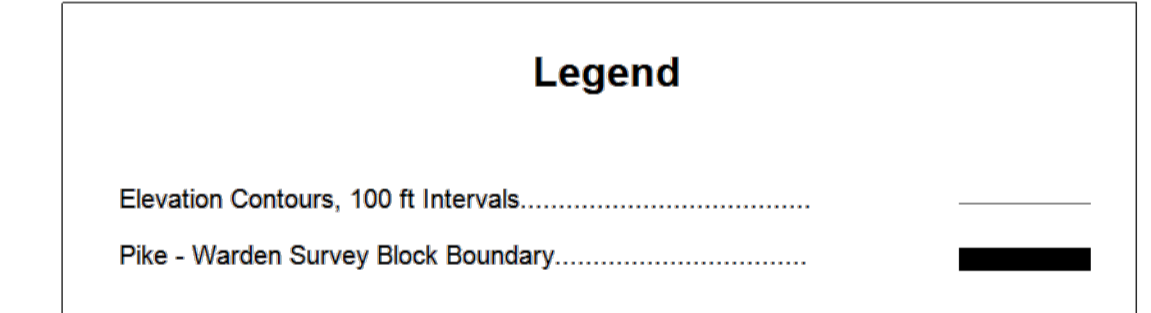 Legend
Elevation Contours, 100 ft Intervals......................................
Pike - Warden Survey Block Boundary.................................